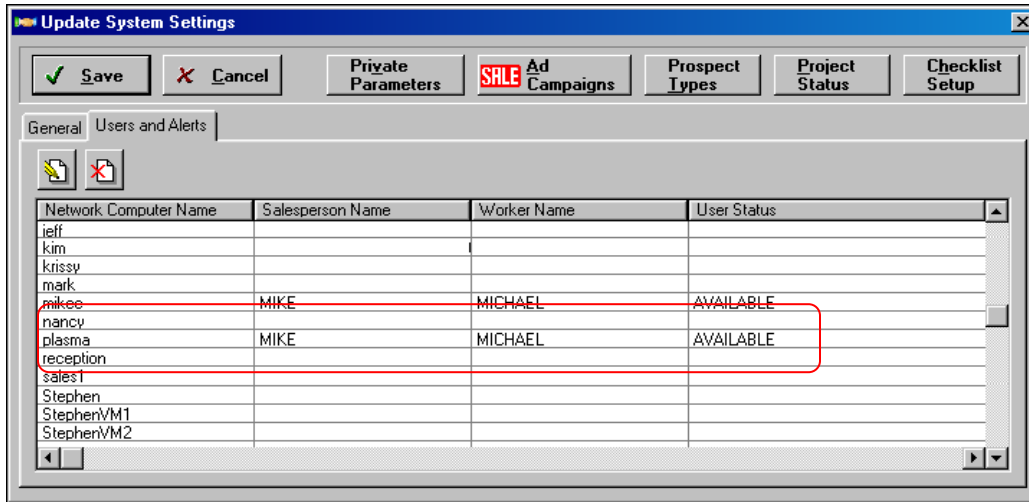 Update System Settings
Save Cancel Private Parameters SALE Ad Campaigns Prospect Types Project Status Checklist Setup
General Users and Alerts
Network Computer Name Salesperson Name Worker Name User Status
jeff
kim
krissy
mark
mikee MIKE MICHAEL AVAILABLE
nancy
plasma MIKE MICHAEL AVAILABLE
reception
sales1
Stephen
StephenVM1
StephenVM2